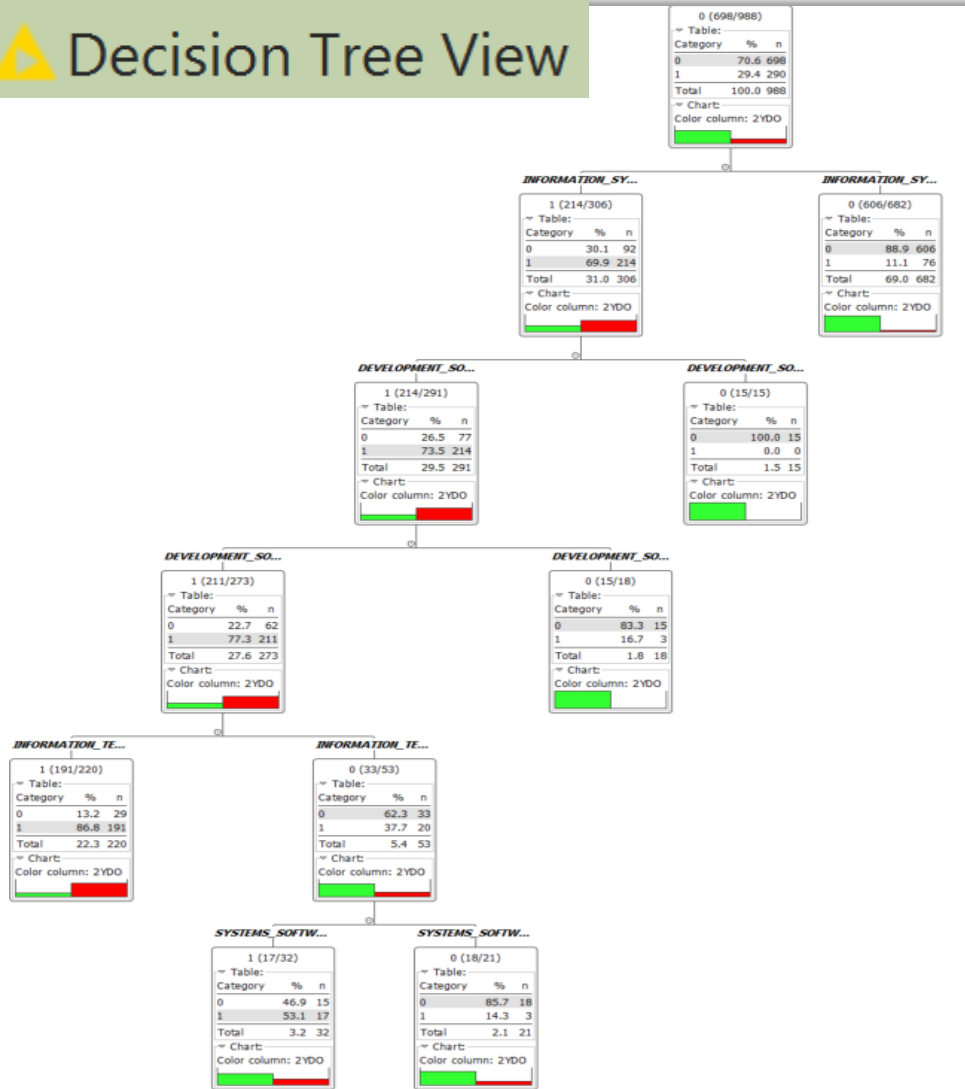 Decision Tree View
0 (698/988)
Table:
Category % n
0 70.6 698
1 29.4 290
Total 100.0 988
Chart:
Color column: 2YDO
INFORMATION_SY...
1 (214/306)
Table:
Category % n
0 30.1 92
1 69.9 214
Total 31.0 306
Chart:
Color column: 2YDO
INFORMATION_SY...
0 (606/682)
Table:
Category % n
0 88.9 606
1 11.1 76
Total 69.0 682
Chart:
Color column: 2YDO
DEVELOPMENT_SO...
1 (214/291)
Table:
Category % n
0 26.5 77
1 73.5 214
Total 29.5 291
Chart:
Color column: 2YDO
DEVELOPMENT_SO...
0 (15/15)
Table:
Category % n
0 100.0 15
1 0.0 0
Total 1.5 15
Chart:
Color column: 2YDO
DEVELOPMENT_SO...
1 (211/273)
Table:
Category % n
0 22.7 62
1 77.3 211
Total 27.6 273
Chart:
Color column: 2YDO
DEVELOPMENT_SO...
0 (15/18)
Table:
Category % n
0 83.3 15
1 16.7 3
Total 1.8 18
Chart:
Color column: 2YDO
INFORMATION_TE...
1 (191/220)
Table:
Category % n
0 13.2 29
1 86.8 191
Total 22.3 220
Chart:
Color column: 2YDO
INFORMATION_TE...
0 (33/53)
Table:
Category % n
0 62.3 33
1 37.7 20
Total 5.4 53
Chart:
Color column: 2YDO
SYSTEMS_SOFTW...
1 (17/32)
Table:
Category % n
0 46.9 15
1 53.1 17
Total 3.2 32
Chart:
Color column: 2YDO
SYSTEMS_SOFTW...
0 (18/21)
Table:
Category % n
0 85.7 18
1 14.3 3
Total 2.1 21
Chart:
Color column: 2YDO